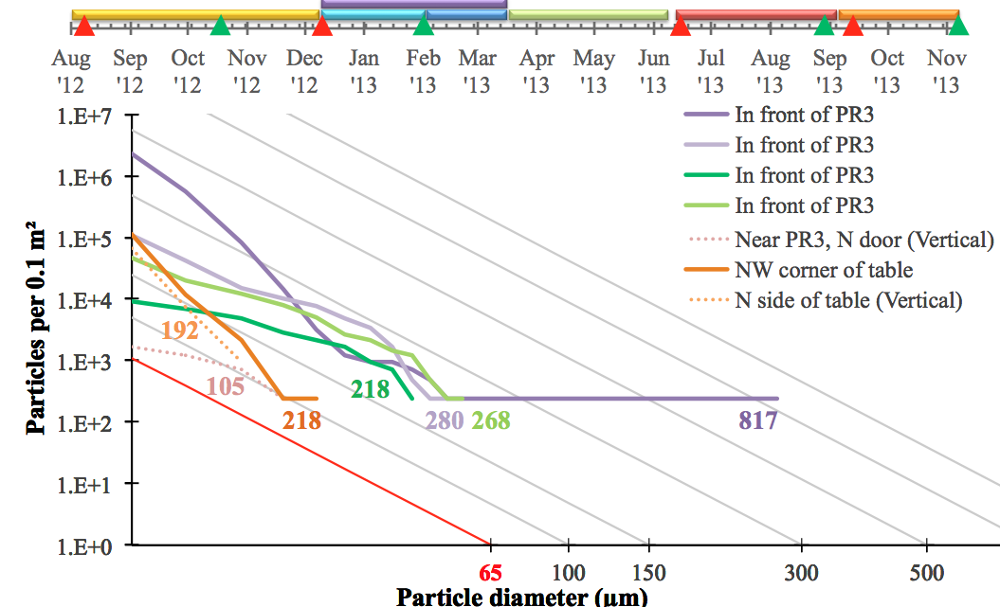 Aug Sep Oct Nov Dec Jan Feb Mar Apr May Jun Jul Aug Sep Oct Nov
'12 '12 '12 '12 '12 '13 '13 '13 '13 '13 '13 '13 '13 '13 '13 '13
1.E+7
1.E+6
1.E+5
1.E+4
1.E+3
1.E+2
1.E+1
1.E+0
Particles per 0.1 m²
In front of PR3
In front of PR3
In front of PR3
In front of PR3
Near PR3, N door (Vertical)
NW corner of table
N side of table (Vertical)
192
105
218
218
280
268
817
65 100 150 300 500
Particle diameter (µm)